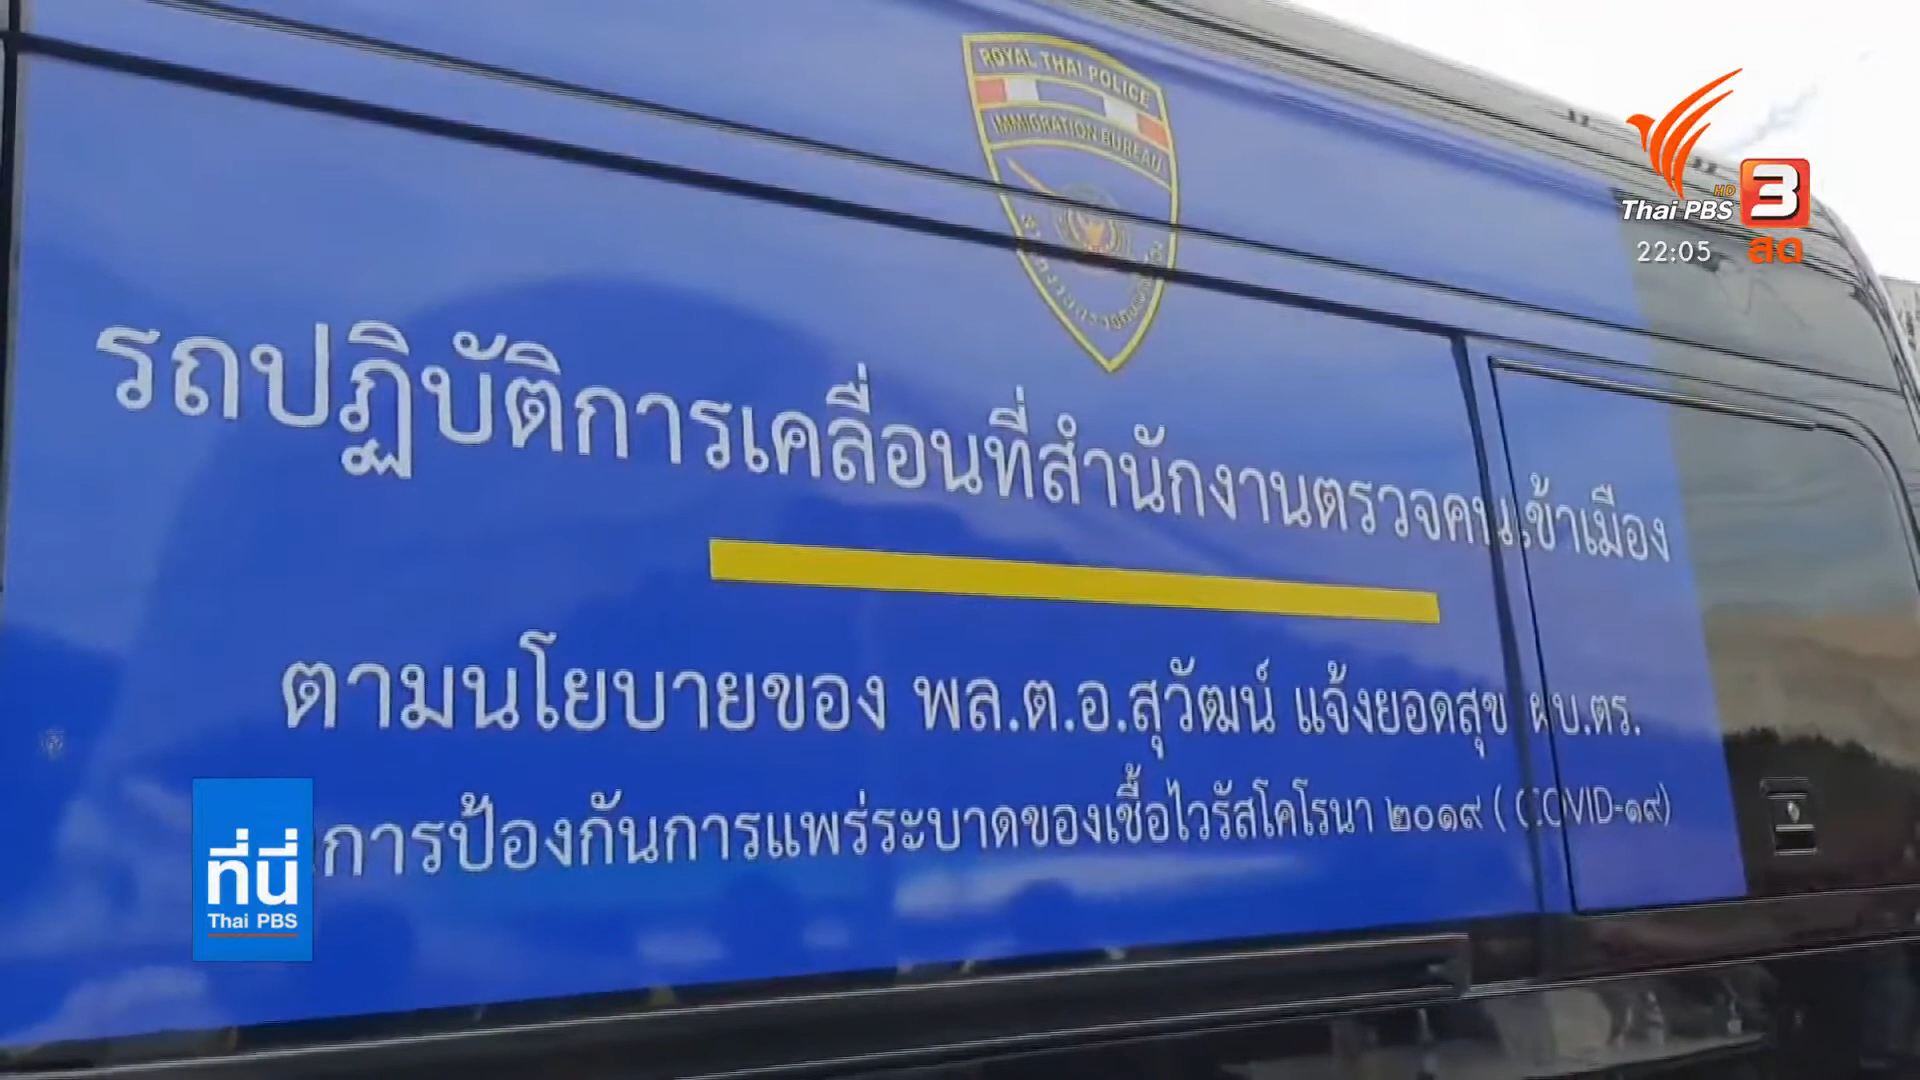 ROYAL THAI POLICE
IMMIGRATION BUREAU
Thai PBS HD 3
22:05 สด
รถปฏิบัติการเคลื่อนที่สำนักงานตรวจคนเข้าเมือง
ตามนโยบายของ พล.ต.อ.สุวัฒน์ แจ้งยอดสุข ผบ.ตร.
การป้องกันการแพร่ระบาดของเชื้อไวรัสโคโรนา ๒๐๑๙ ( COVID-๑๙)
ที่นี่
Thai PBS